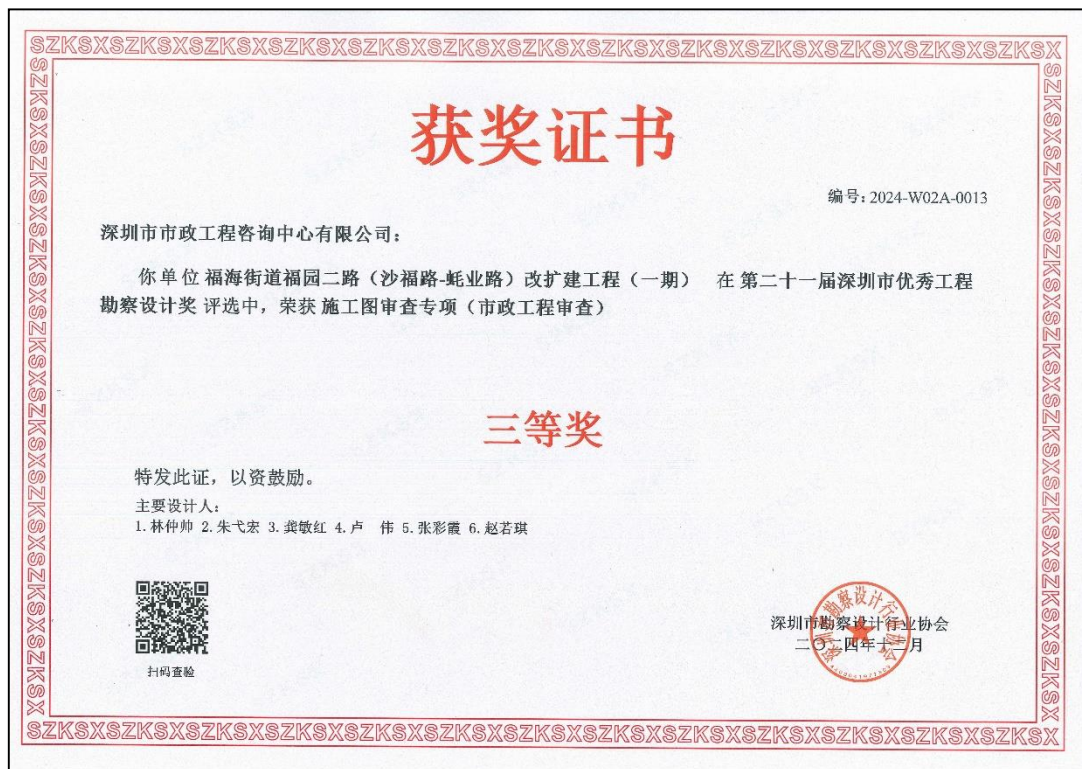 SZKSXSZKSXSZKSXSZKSXSZKSXSZKSXSZKSXSZKSXSZKSXSZKSXSZKSXSZKSX
获奖证书
编号：2024-W02A-0013
深圳市市政工程咨询中心有限公司：
你单位 福海街道福园二路（沙福路-蚝业路）改扩建工程（一期） 在 第二十一届深圳市优秀工程
勘察设计奖 评选中，荣获 施工图审查专项（市政工程审查）
三等奖
特发此证，以资鼓励。
主要设计人：
1.林仲帅 2.朱弋宏 3.龚敏红 4.卢　伟 5.张彩霞 6.赵若琪
扫码查验
深圳市勘察设计行业协会
二〇二四年十二月
SZKSXSZKSXSZKSXSZKSXSZKSXSZKSXSZKSXSZKSXSZKSXSZKSXSZKSXSZKSX